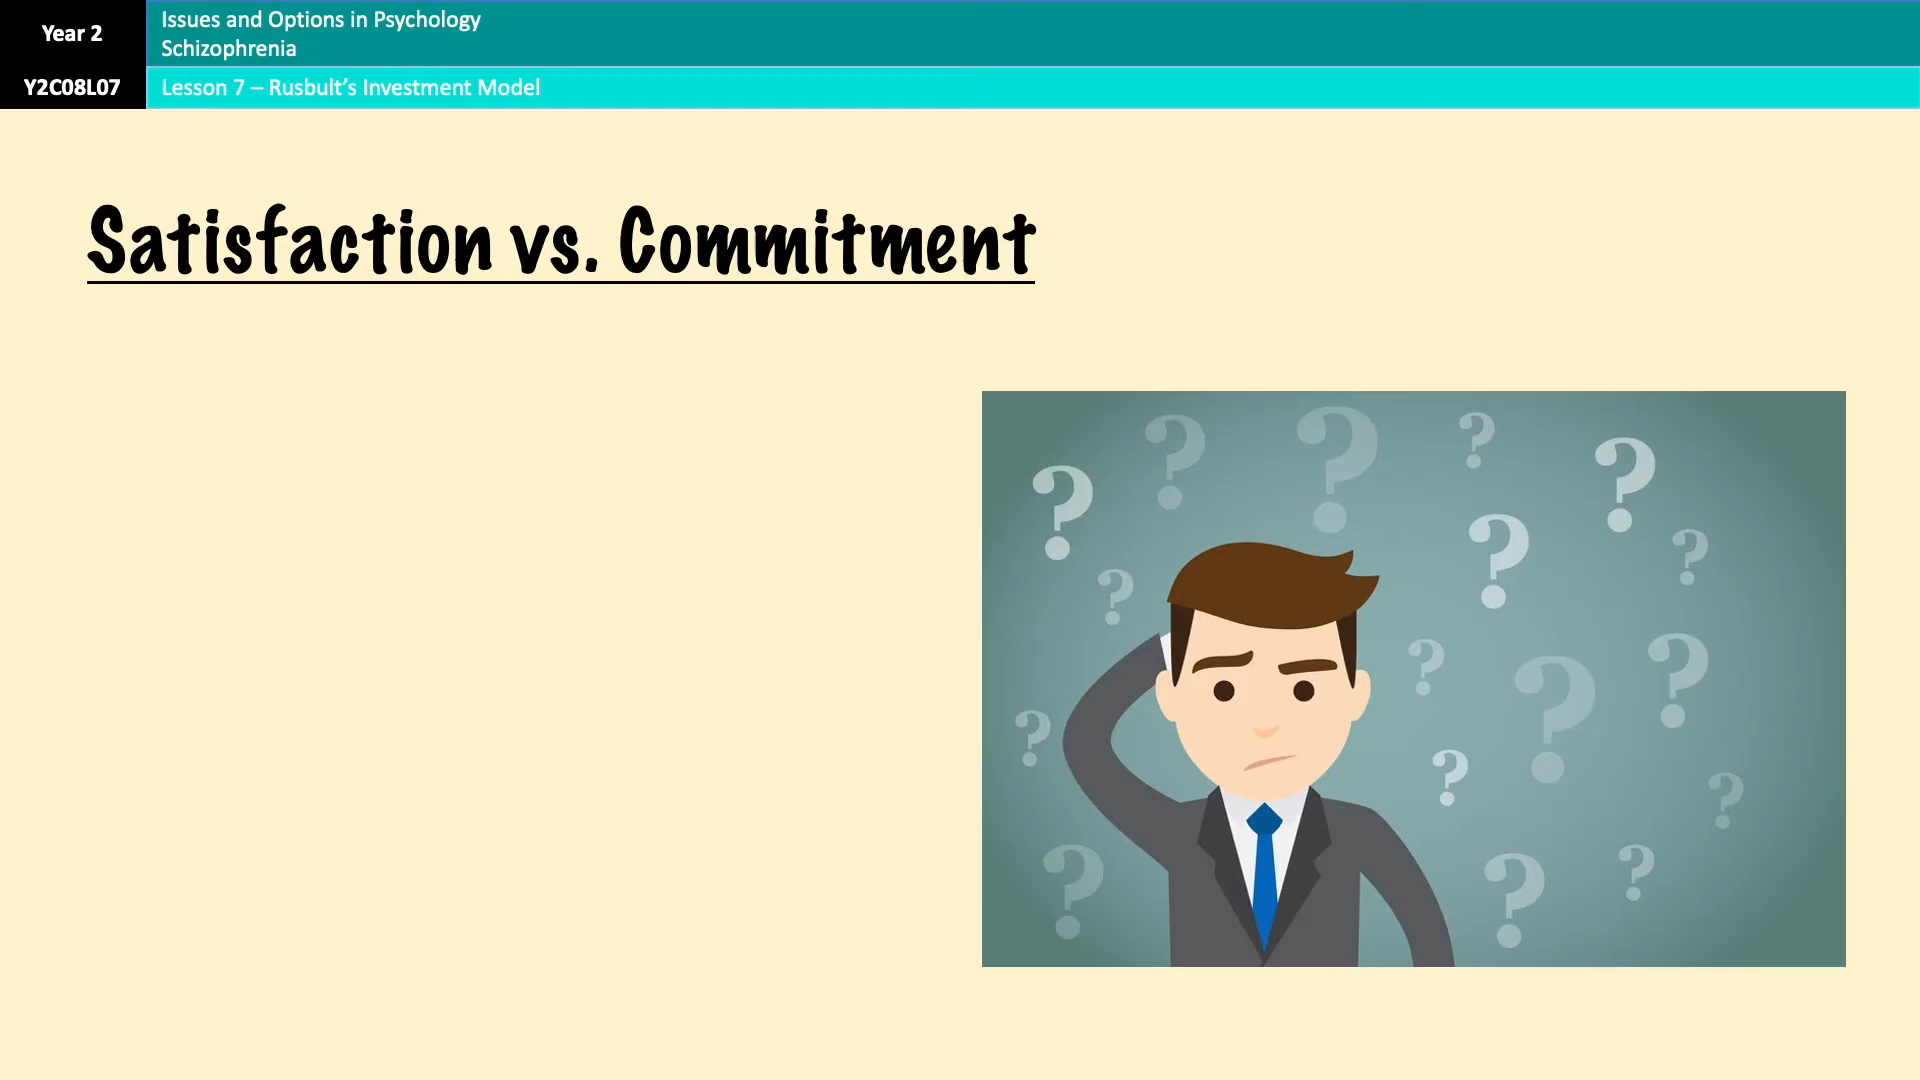 Year 2
Issues and Options in Psychology
Schizophrenia
Y2C08L07
Lesson 7 – Rusbult’s Investment Model
Satisfaction vs. Commitment
? ? ? ? ? ? ? ? ? ? ? ? ? ? ? ? ? ?